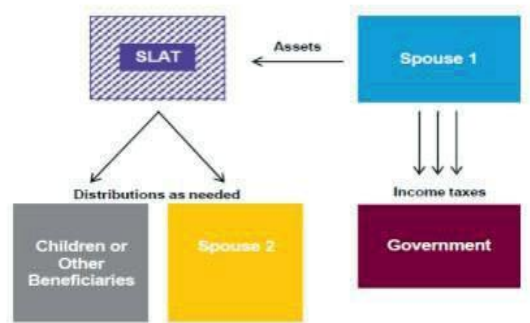 SLAT
Assets
Spouse 1
Distributions as needed
Income taxes
Children or
Other
Beneficiaries
Spouse 2
Government